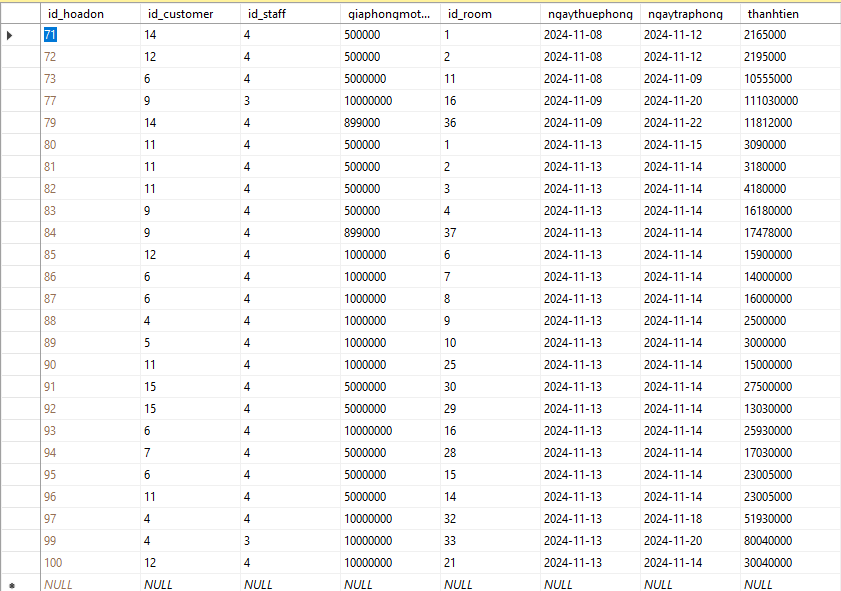 id_hoadon id_customer id_staff giaphongmot... id_room ngaythuephong ngaytraphong thanhtien
71 14 4 500000 1 2024-11-08 2024-11-12 2165000
72 12 4 500000 2 2024-11-08 2024-11-12 2195000
73 6 4 5000000 11 2024-11-08 2024-11-09 10555000
77 9 3 10000000 16 2024-11-09 2024-11-20 111030000
79 14 4 899000 36 2024-11-09 2024-11-22 11812000
80 11 4 500000 1 2024-11-13 2024-11-15 3090000
81 11 4 500000 2 2024-11-13 2024-11-14 3180000
82 11 4 500000 3 2024-11-13 2024-11-14 4180000
83 9 4 500000 4 2024-11-13 2024-11-14 16180000
84 9 4 899000 37 2024-11-13 2024-11-14 17478000
85 12 4 1000000 6 2024-11-13 2024-11-14 15900000
86 6 4 1000000 7 2024-11-13 2024-11-14 14000000
87 6 4 1000000 8 2024-11-13 2024-11-14 16000000
88 4 4 1000000 9 2024-11-13 2024-11-14 2500000
89 5 4 1000000 10 2024-11-13 2024-11-14 3000000
90 11 4 1000000 25 2024-11-13 2024-11-14 15000000
91 15 4 5000000 30 2024-11-13 2024-11-14 27500000
92 15 4 5000000 29 2024-11-13 2024-11-14 13030000
93 6 4 10000000 16 2024-11-13 2024-11-14 25930000
94 7 4 5000000 28 2024-11-13 2024-11-14 17030000
95 6 4 5000000 15 2024-11-13 2024-11-14 23005000
96 11 4 5000000 14 2024-11-13 2024-11-14 23005000
97 4 4 10000000 32 2024-11-13 2024-11-18 51930000
99 4 3 10000000 33 2024-11-13 2024-11-20 80040000
100 12 4 10000000 21 2024-11-13 2024-11-14 30040000
NULL NULL NULL NULL NULL NULL NULL NULL